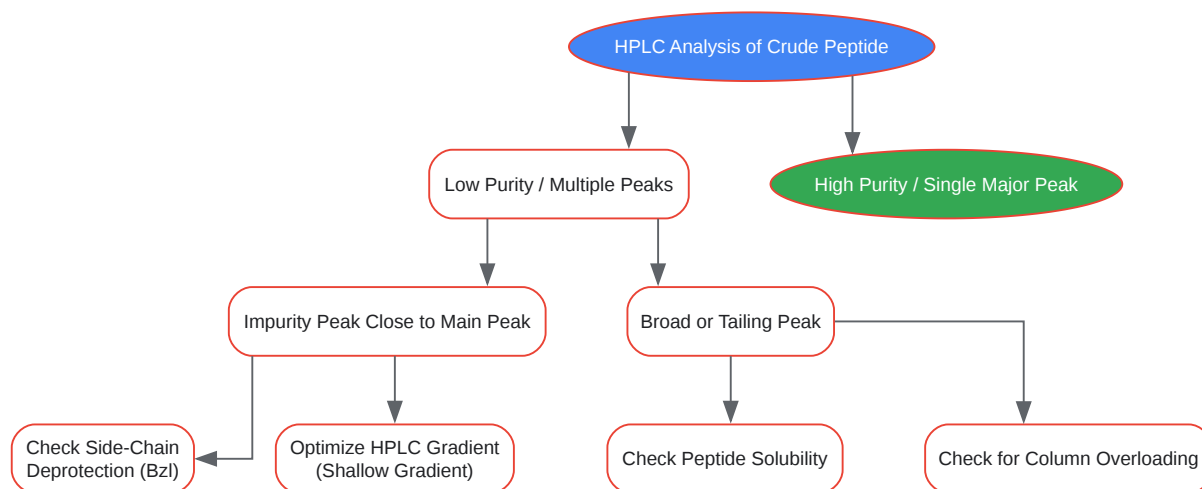 HPLC Analysis of Crude Peptide
Low Purity / Multiple Peaks
High Purity / Single Major Peak
Impurity Peak Close to Main Peak
Broad or Tailing Peak
Check Side-Chain
Deprotection (Bzl)
Optimize HPLC Gradient
(Shallow Gradient)
Check Peptide Solubility
Check for Column Overloading